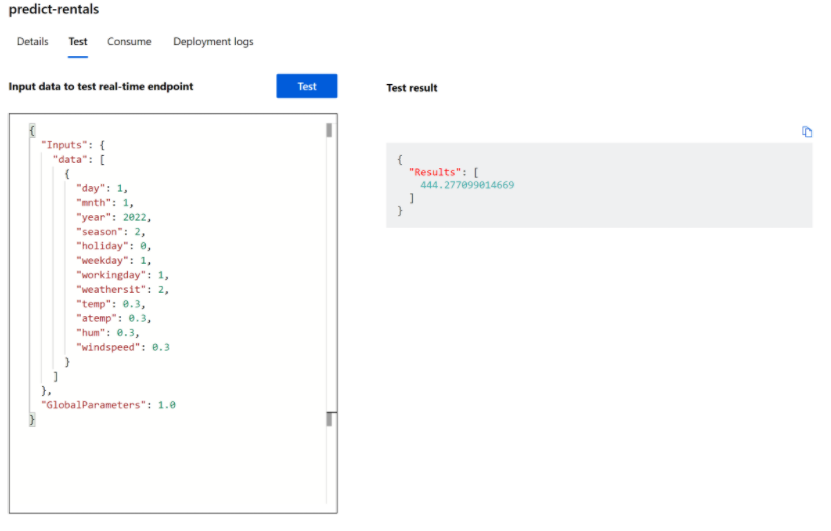 predict-rentals
Details Test Consume Deployment logs
Input data to test real-time endpoint
Test
{
"Inputs": {
"data": [
{
"day": 1,
"mnth": 1,
"year": 2022,
"season": 2,
"holiday": 0,
"weekday": 1,
"workingday": 1,
"weathersit": 2,
"temp": 0.3,
"atemp": 0.3,
"hum": 0.3,
"windspeed": 0.3
}
]
},
"GlobalParameters": 1.0
}
Test result
{
"Results": [
444.277099014669
]
}